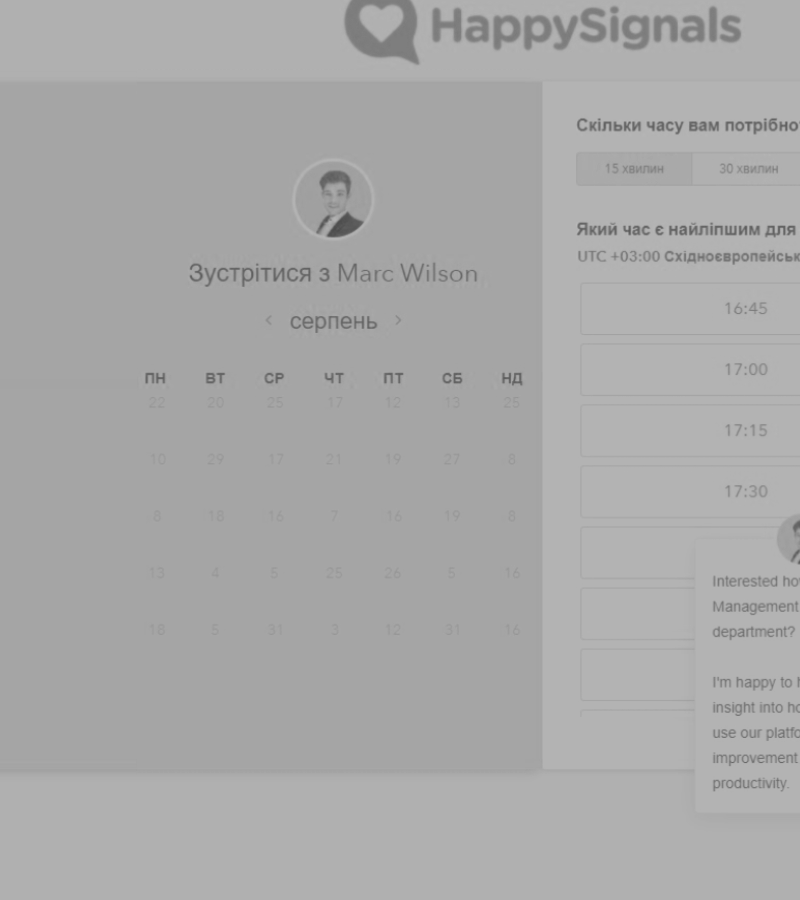 HappySignals
Зустрітися з Marc Wilson
серпень
ПН ВТ СР ЧТ ПТ СБ НД
22 20 25 17 12 13 25
10 29 17 21 19 27 8
8 18 16 7 16 19 8
13 4 5 25 26 5 16
18 5 31 3 12 31 16
Скільки часу вам потрібно
15 хвилин 30 хвилин
Який час є найліпшим для
UTC +03:00 Східноєвропейськ
16:45
17:00
17:15
17:30
Interested ho
Management
department?
I'm happy to h
insight into ho
use our platfo
improvement
productivity.